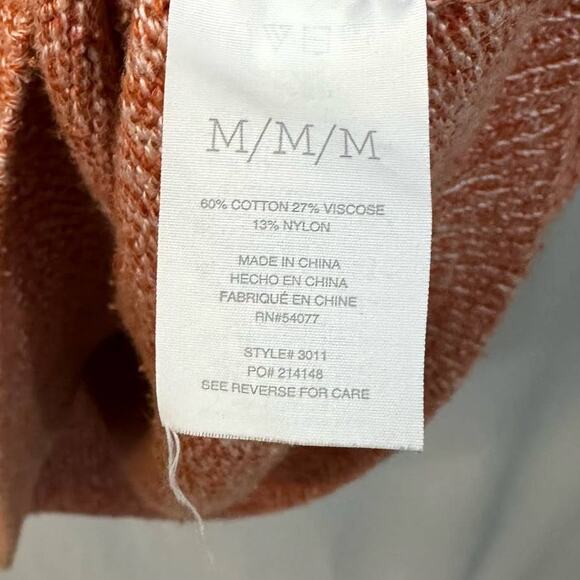 M/M/M
60% COTTON 27% VISCOSE
13% NYLON
MADE IN CHINA
HECHO EN CHINA
FABRIQUÉ EN CHINE
RN#54077
STYLE# 3011
PO# 214148
SEE REVERSE FOR CARE